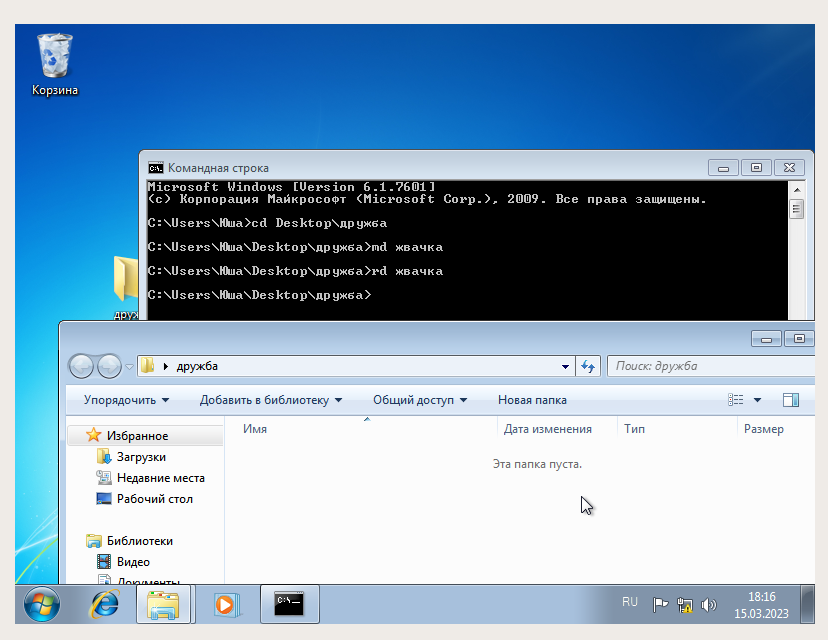 Корзина
Командная строка
Microsoft Windows [Version 6.1.7601]
(c) Корпорация Майкрософт (Microsoft Corp.), 2009. Все права защищены.
C:\Users\Юша>cd Desktop\дружба
C:\Users\Юша\Desktop\дружба>md жвачка
C:\Users\Юша\Desktop\дружба>rd жвачка
C:\Users\Юша\Desktop\дружба>
друж
дружба
Поиск: дружба
Упорядочить
Добавить в библиотеку
Общий доступ
Новая папка
Имя
Дата изменения
Тип
Размер
Эта папка пуста.
Избранное
Загрузки
Недавние места
Рабочий стол
Библиотеки
Видео
Документы
C:\_
RU
18:16
15.03.2023